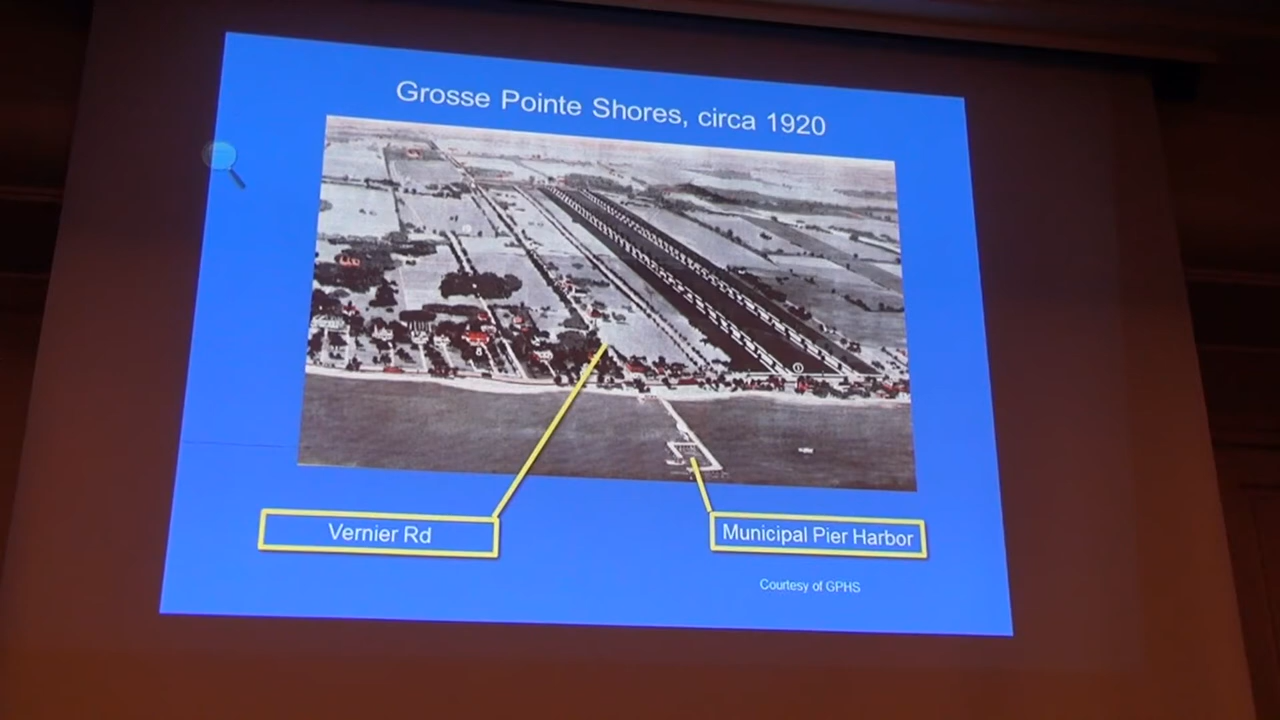 Grosse Pointe Shores, circa 1920
Vernier Rd
Municipal Pier Harbor
Courtesy of GPHS